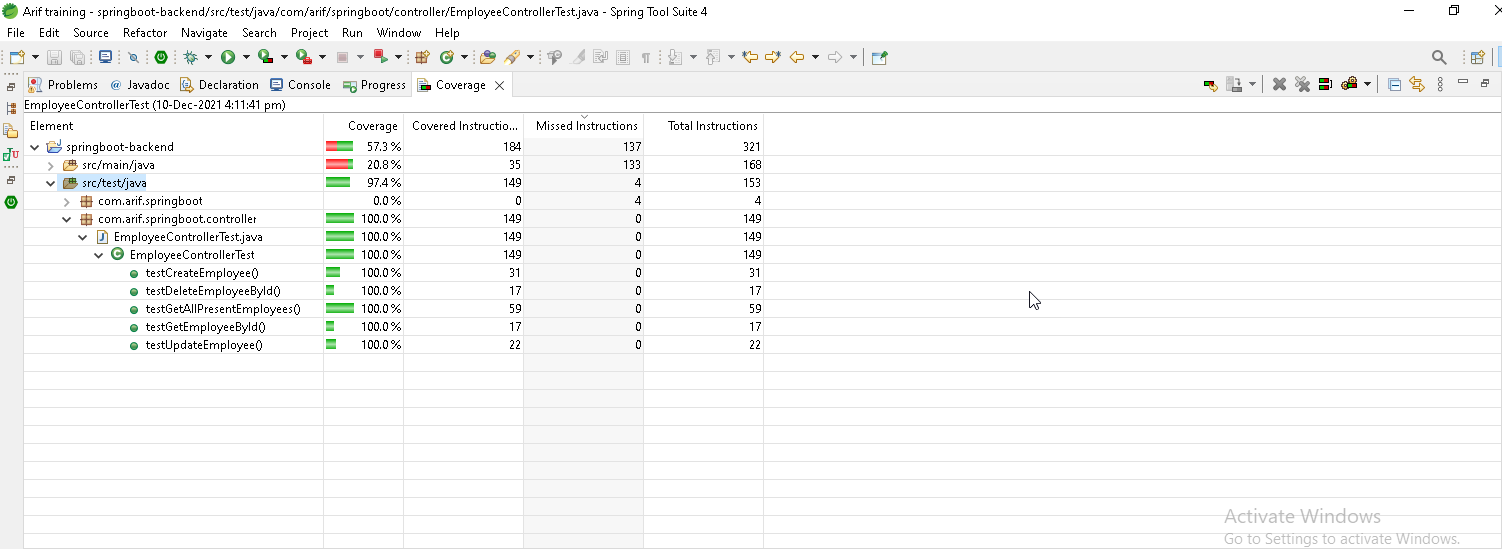 Arif training - springboot-backend/src/test/java/com/arif/springboot/controller/EmployeeControllerTest.java - Spring Tool Suite 4
File Edit Source Refactor Navigate Search Project Run Window Help
Problems @ Javadoc Declaration Console Progress Coverage
EmployeeControllerTest (10-Dec-2021 4:11:41 pm)
Element Coverage Covered Instructio... Missed Instructions Total Instructions
springboot-backend 57.3 % 184 137 321
src/main/java 20.8 % 35 133 168
src/test/java 97.4 % 149 4 153
com.arif.springboot 0.0 % 0 4 4
com.arif.springboot.controller 100.0 % 149 0 149
EmployeeControllerTest.java 100.0 % 149 0 149
EmployeeControllerTest 100.0 % 149 0 149
testCreateEmployee() 100.0 % 31 0 31
testDeleteEmployeeById() 100.0 % 17 0 17
testGetAllPresentEmployees() 100.0 % 59 0 59
testGetEmployeeById() 100.0 % 17 0 17
testUpdateEmployee() 100.0 % 22 0 22
Activate Windows
Go to Settings to activate Windows.